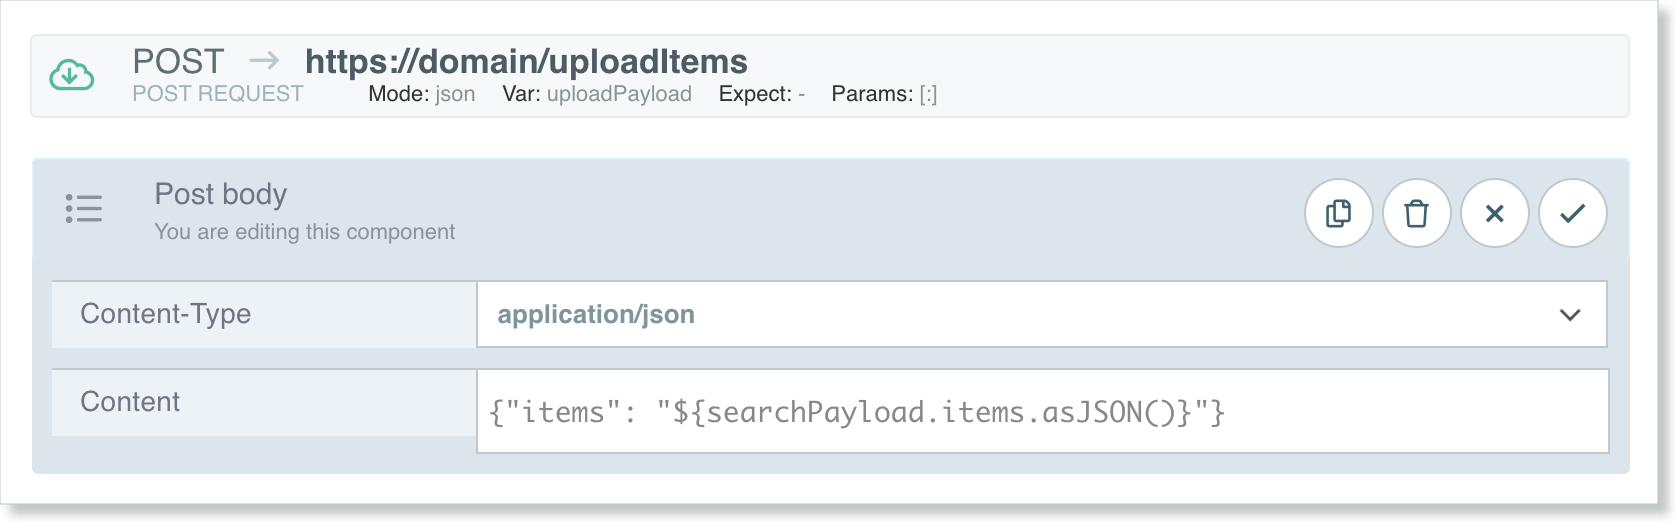 POST → https://domain/uploadItems
POST REQUEST Mode: json Var: uploadPayload Expect: - Params: [:]
Post body
You are editing this component
Content-Type application/json
Content {"items": "${searchPayload.items.asJSON()}"}